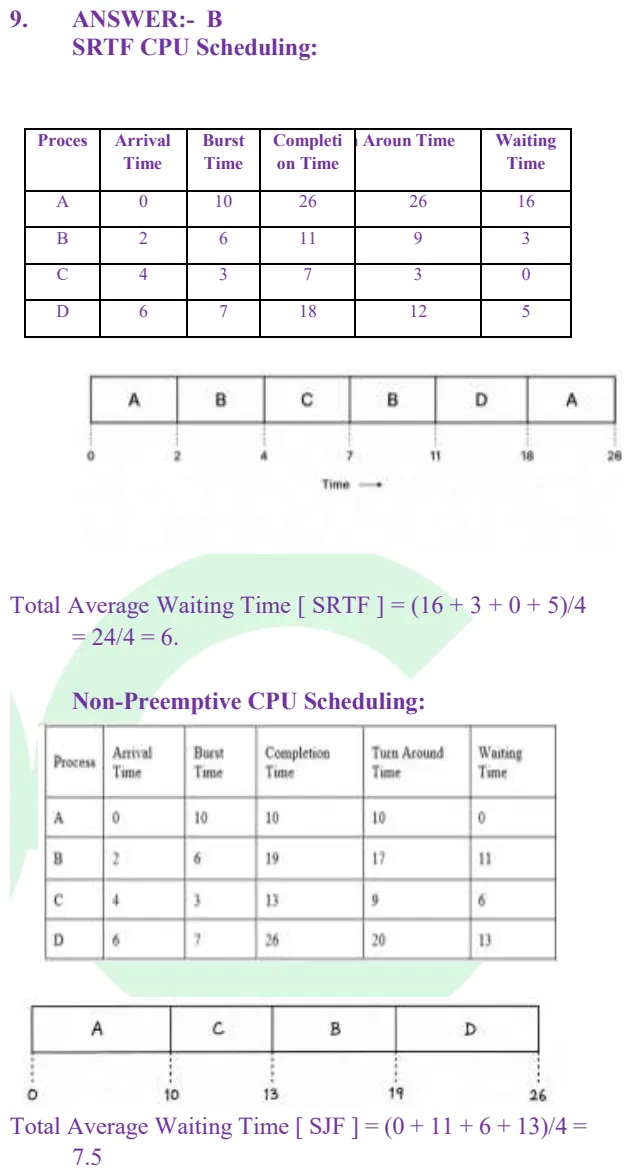 9. ANSWER:- B
SRTF CPU Scheduling:
Proces Arrival Time Burst Time Completi on Time Aroun Time Waiting Time
A 0 10 26 26 16
B 2 6 11 9 3
C 4 3 7 3 0
D 6 7 18 12 5
A B C B D A
0 2 4 7 11 18 26
Time
Total Average Waiting Time [ SRTF ] = (16 + 3 + 0 + 5)/4
= 24/4 = 6.
Non-Preemptive CPU Scheduling:
Process Arrival Time Burst Time Completion Time Turn Around Time Waiting Time
A 0 10 10 10 0
B 2 6 19 17 11
C 4 3 13 9 6
D 6 7 26 20 13
A C B D
0 10 13 19 26
Total Average Waiting Time [ SJF ] = (0 + 11 + 6 + 13)/4 =
7.5